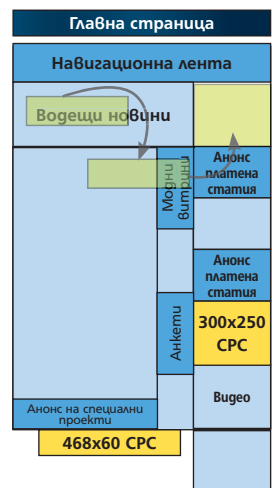 Главна страница
Навигационна лента
Водещи новини
Модни
витрини
Анонс
платена
статия
Анонс
платена
статия
300x250
CPC
Анкети
Видео
Анонс на специални
проекти
468x60 CPC